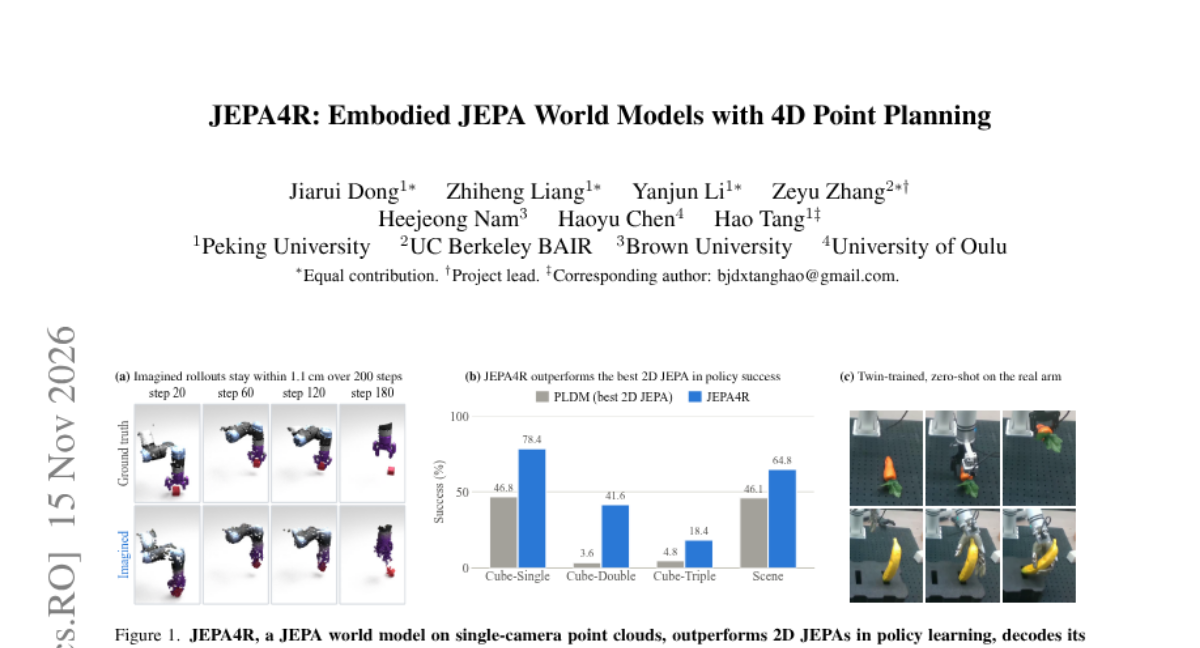 JEPA4R: Embodied JEPA World Models with 4D Point Planning
Jiarui Dong1* Zhiheng Liang1* Yanjun Li1* Zeyu Zhang2*†
Heejeong Nam3 Haoyu Chen4 Hao Tang1‡
1Peking University 2UC Berkeley BAIR 3Brown University 4University of Oulu
*Equal contribution. †Project lead. ‡Corresponding author: bjdxtanghao@gmail.com.
cs.RO] 15 Nov 2026
(a) Imagined rollouts stay within 1.1 cm over 200 steps
step 20 step 60 step 120 step 180
Ground truth
Imagined
(b) JEPA4R outperforms the best 2D JEPA in policy success
PLDM (best 2D JEPA) JEPA4R
Success (%)
100
50
0
46.8 78.4
3.6 41.6
4.8 18.4
46.1 64.8
Cube-Single Cube-Double Cube-Triple Scene
(c) Twin-trained, zero-shot on the real arm
Figure 1. JEPA4R, a JEPA world model on single-camera point clouds, outperforms 2D JEPAs in policy learning, decodes its